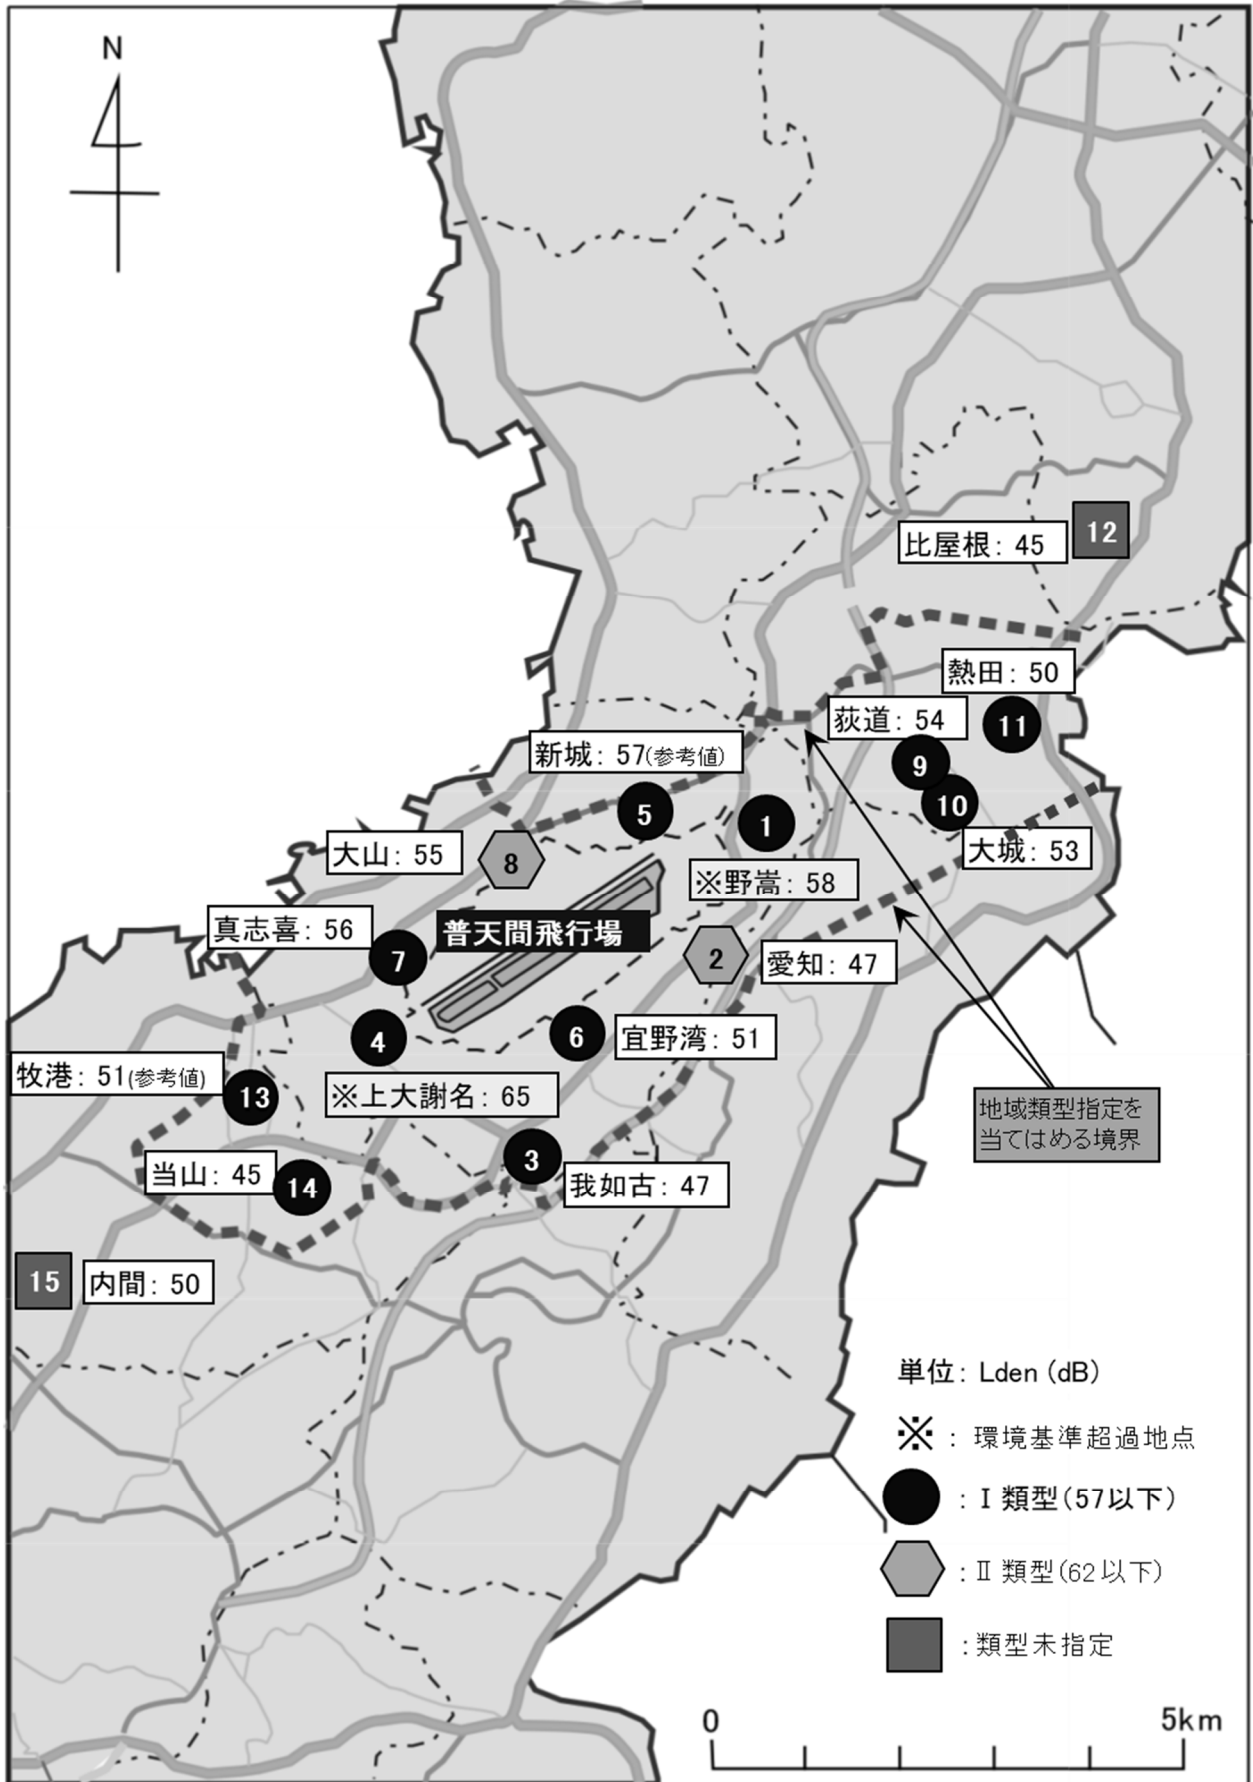 N
比屋根: 45
12
熱田: 50
荻道: 54
11
9
新城: 57(参考値)
10
5
1
大山: 55
8
大城: 53
※野嵩: 58
真志喜: 56
普天間飛行場
7
2
愛知: 47
4
6
宜野湾: 51
牧港: 51(参考値)
13
※上大謝名: 65
地域類型指定を
当てはめる境界
3
当山: 45
14
我如古: 47
15
内間: 50
単位: Lden (dB)
※ : 環境基準超過地点
: Ⅰ 類型(57以下)
: Ⅱ 類型(62以下)
: 類型未指定
0
5km